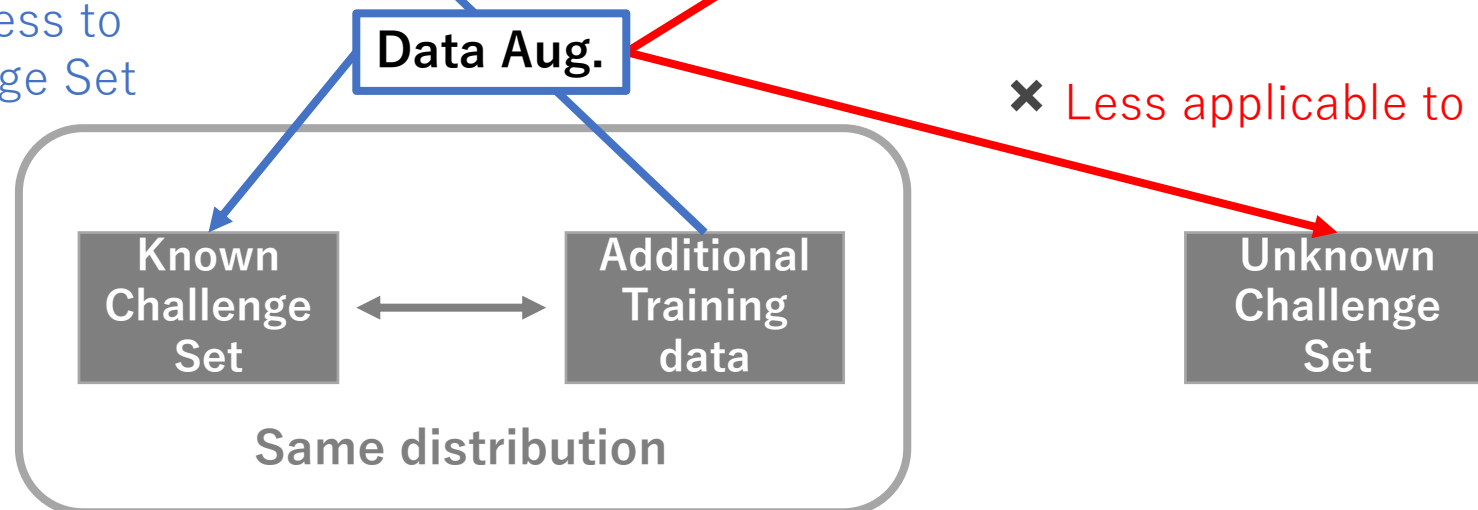 ess to
ge Set
Data Aug.
✖ Less applicable to
Known
Challenge
Set
Additional
Training
data
Unknown
Challenge
Set
Same distribution